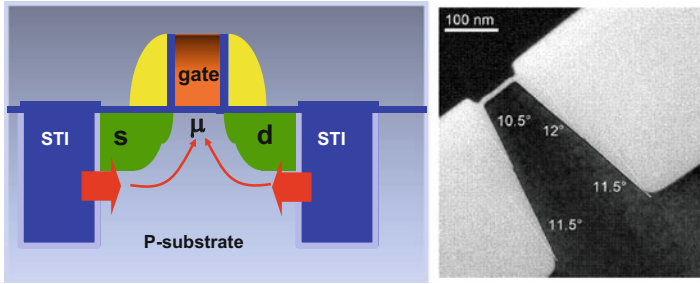 gate
STI
s
μ
d
STI
P-substrate
100 nm
10.5°
12°
11.5°
11.5°